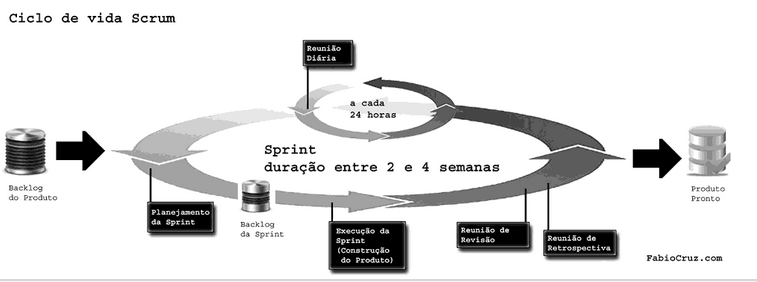 Ciclo de vida Scrum
Reunião
Diária
a cada
24 horas
Sprint
duração entre 2 e 4 semanas
Backlog
do Produto
Planejamento
da Sprint
Backlog
da Sprint
Execução da
Sprint
(Construção
do Produto)
Reunião de
Revisão
Reunião de
Retrospectiva
Produto
Pronto
FabioCruz.com